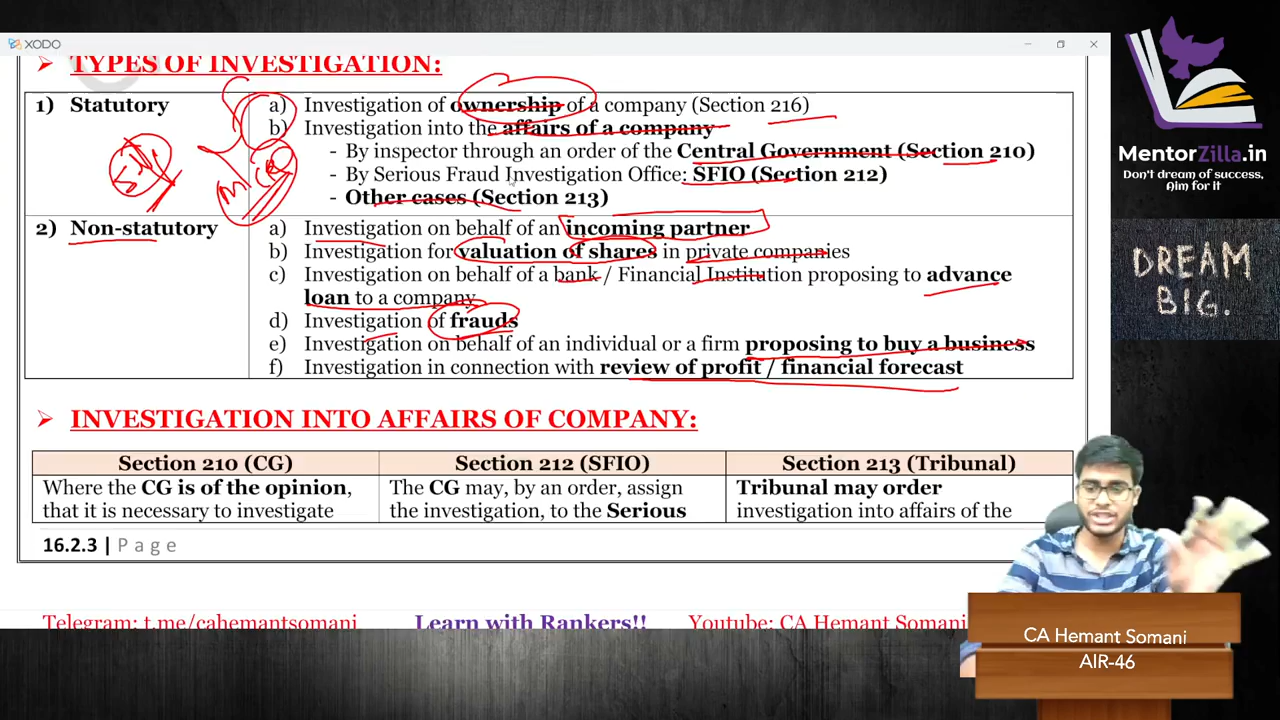 XODO
TYPES OF INVESTIGATION:
1) Statutory
a) Investigation of ownership of a company (Section 216)
b) Investigation into the affairs of a company
- By inspector through an order of the Central Government (Section 210)
- By Serious Fraud Investigation Office: SFIO (Section 212)
- Other cases (Section 213)
2) Non-statutory
a) Investigation on behalf of an incoming partner
b) Investigation for valuation of shares in private companies
c) Investigation on behalf of a bank / Financial Institution proposing to advance
loan to a company
d) Investigation of frauds
e) Investigation on behalf of an individual or a firm proposing to buy a business
f) Investigation in connection with review of profit / financial forecast
INVESTIGATION INTO AFFAIRS OF COMPANY:
Section 210 (CG)
Where the CG is of the opinion,
that it is necessary to investigate
Section 212 (SFIO)
The CG may, by an order, assign
the investigation, to the Serious
Section 213 (Tribunal)
Tribunal may order
investigation into affairs of the
16.2.3 | Page
Telegram: t.me/cahemantsomani
Learn with Rankers!!
Youtube: CA Hemant Somani
MentorZilla.in
Don't dream of success,
Aim for it
DREAM
BIG.
CA Hemant Somani
AIR-46